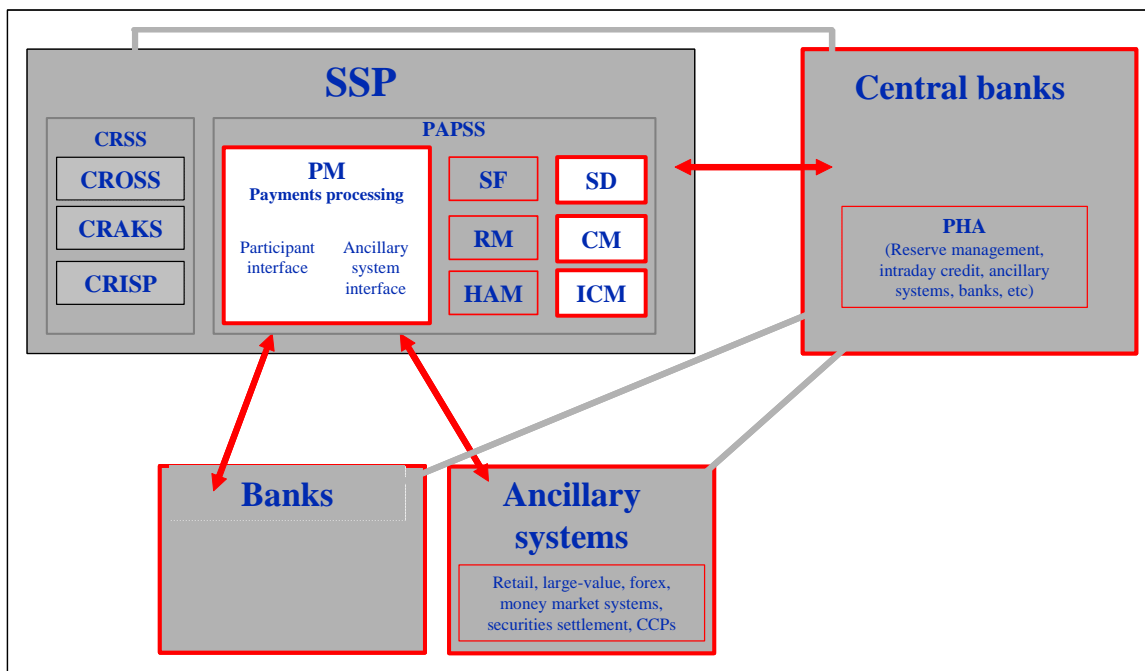 SSP
CRSS
CROSS
CRAKS
CRISP
PAPSS
PM
Payments processing
Participant
interface
Ancillary
system
interface
SF
SD
RM
CM
HAM
ICM
Central banks
PHA
(Reserve management,
intraday credit, ancillary
systems, banks, etc)
Banks
Ancillary
systems
Retail, large-value, forex,
money market systems,
securities settlement, CCPs